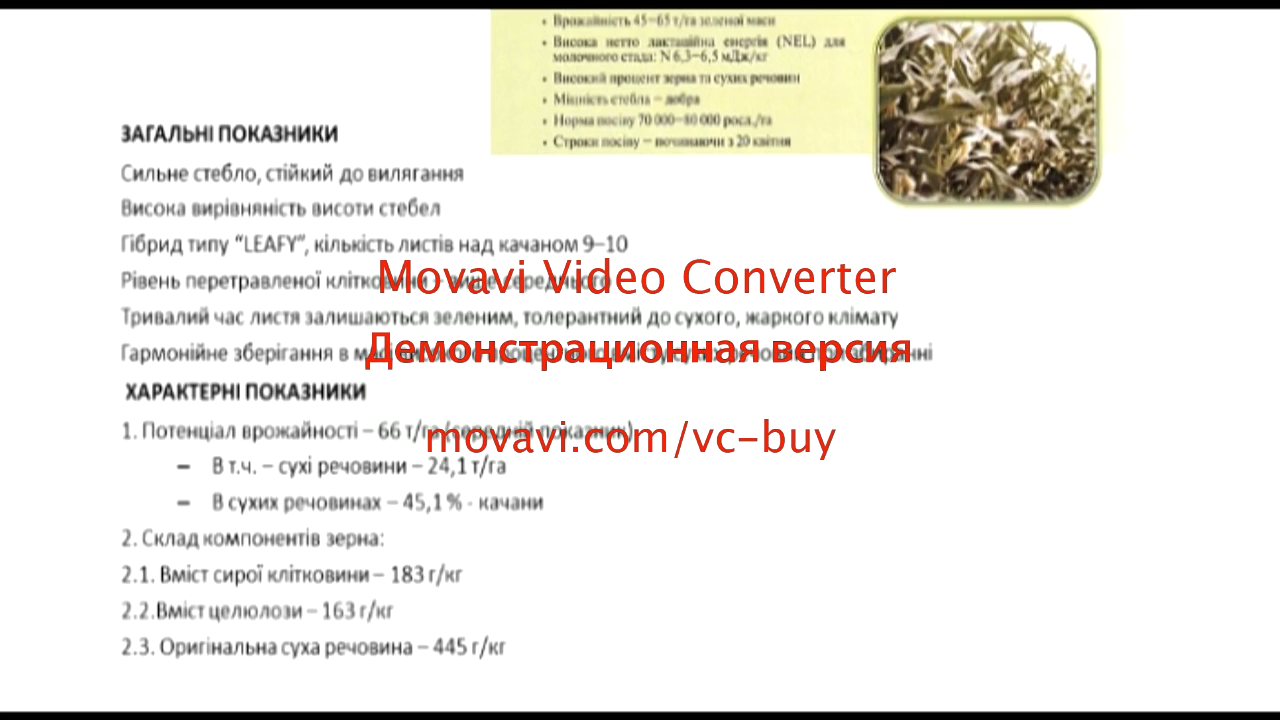 • Врожайність 45–65 т/га зеленої маси
• Висока нетто лактаційна енергія (NEL) для
молочного стада: N 6,3–6,5 мДж/кг
• Високий процент зерна та сухих речовин
• Міцність стебла – добра
• Норма посіву 70 000–80 000 росл./га
• Строки посіву – починаючи з 20 квітня
ЗАГАЛЬНІ ПОКАЗНИКИ
Сильне стебло, стійкий до вилягання
Висока вирівняність висоти стебел
Гібрид типу “LEAFY”, кількість листів над качаном 9–10
Рівень перетравленої клітковини – вище середнього
Movavi Video Converter
Тривалий час листя залишаються зеленим, толерантний до сухого, жаркого клімату
Гармонійне зберігання в
Демонстрационная версия
ХАРАКТЕРНІ ПОКАЗНИКИ
1. Потенціал врожайності – 66 т/га (середній показник)
movavi.com/vc-buy
– В т.ч. – сухі речовини – 24,1 т/га
– В сухих речовинах – 45,1 % - качани
2. Склад компонентів зерна:
2.1. Вміст сирої клітковини – 183 г/кг
2.2.Вміст целюлози – 163 г/кг
2.3. Оригінальна суха речовина – 445 г/кг